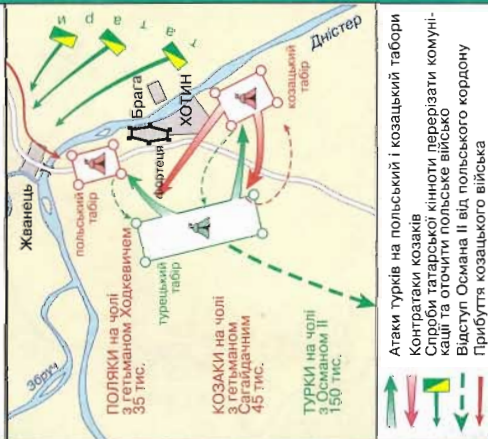 татари
Дністер
Жванець
Брага
ХОТИН
фортеця
козацький
табір
польський
табір
турецький
табір
Збруч
ПОЛЯКИ на чолі
з гетьманом Ходкевичем
35 тис.
КОЗАКИ на чолі
з гетьманом
Сагайдачним
45 тис.
ТУРКИ на чолі
з Османом II
150 тис.
Атаки турків на польський і козацький табори
Контратаки козаків
Спроби татарської кінноти перерізати комуні-
кації та оточити польське військо
Відступ Османа II від польського кордону
Прибуття козацького війська